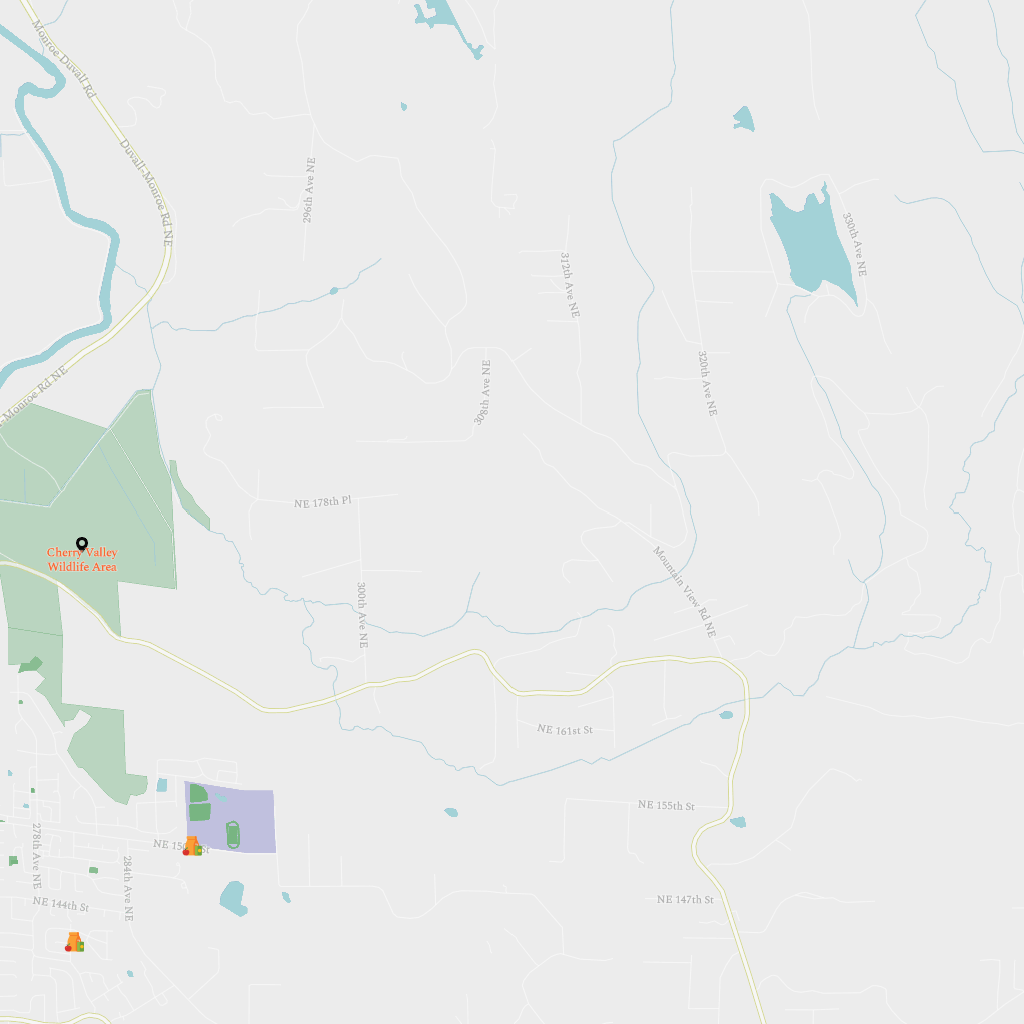 Monroe Duvall Rd
Duvall-Monroe Rd NE
296th Ave NE
330th Ave NE
312th Ave NE
320th Ave NE
308th Ave NE
-Monroe Rd NE
NE 178th Pl
Cherry Valley
Wildlife Area
300th Ave NE
Mountain View Rd NE
NE 161st St
NE 155th St
278th Ave NE
284th Ave NE
NE 144th St
NE 147th St